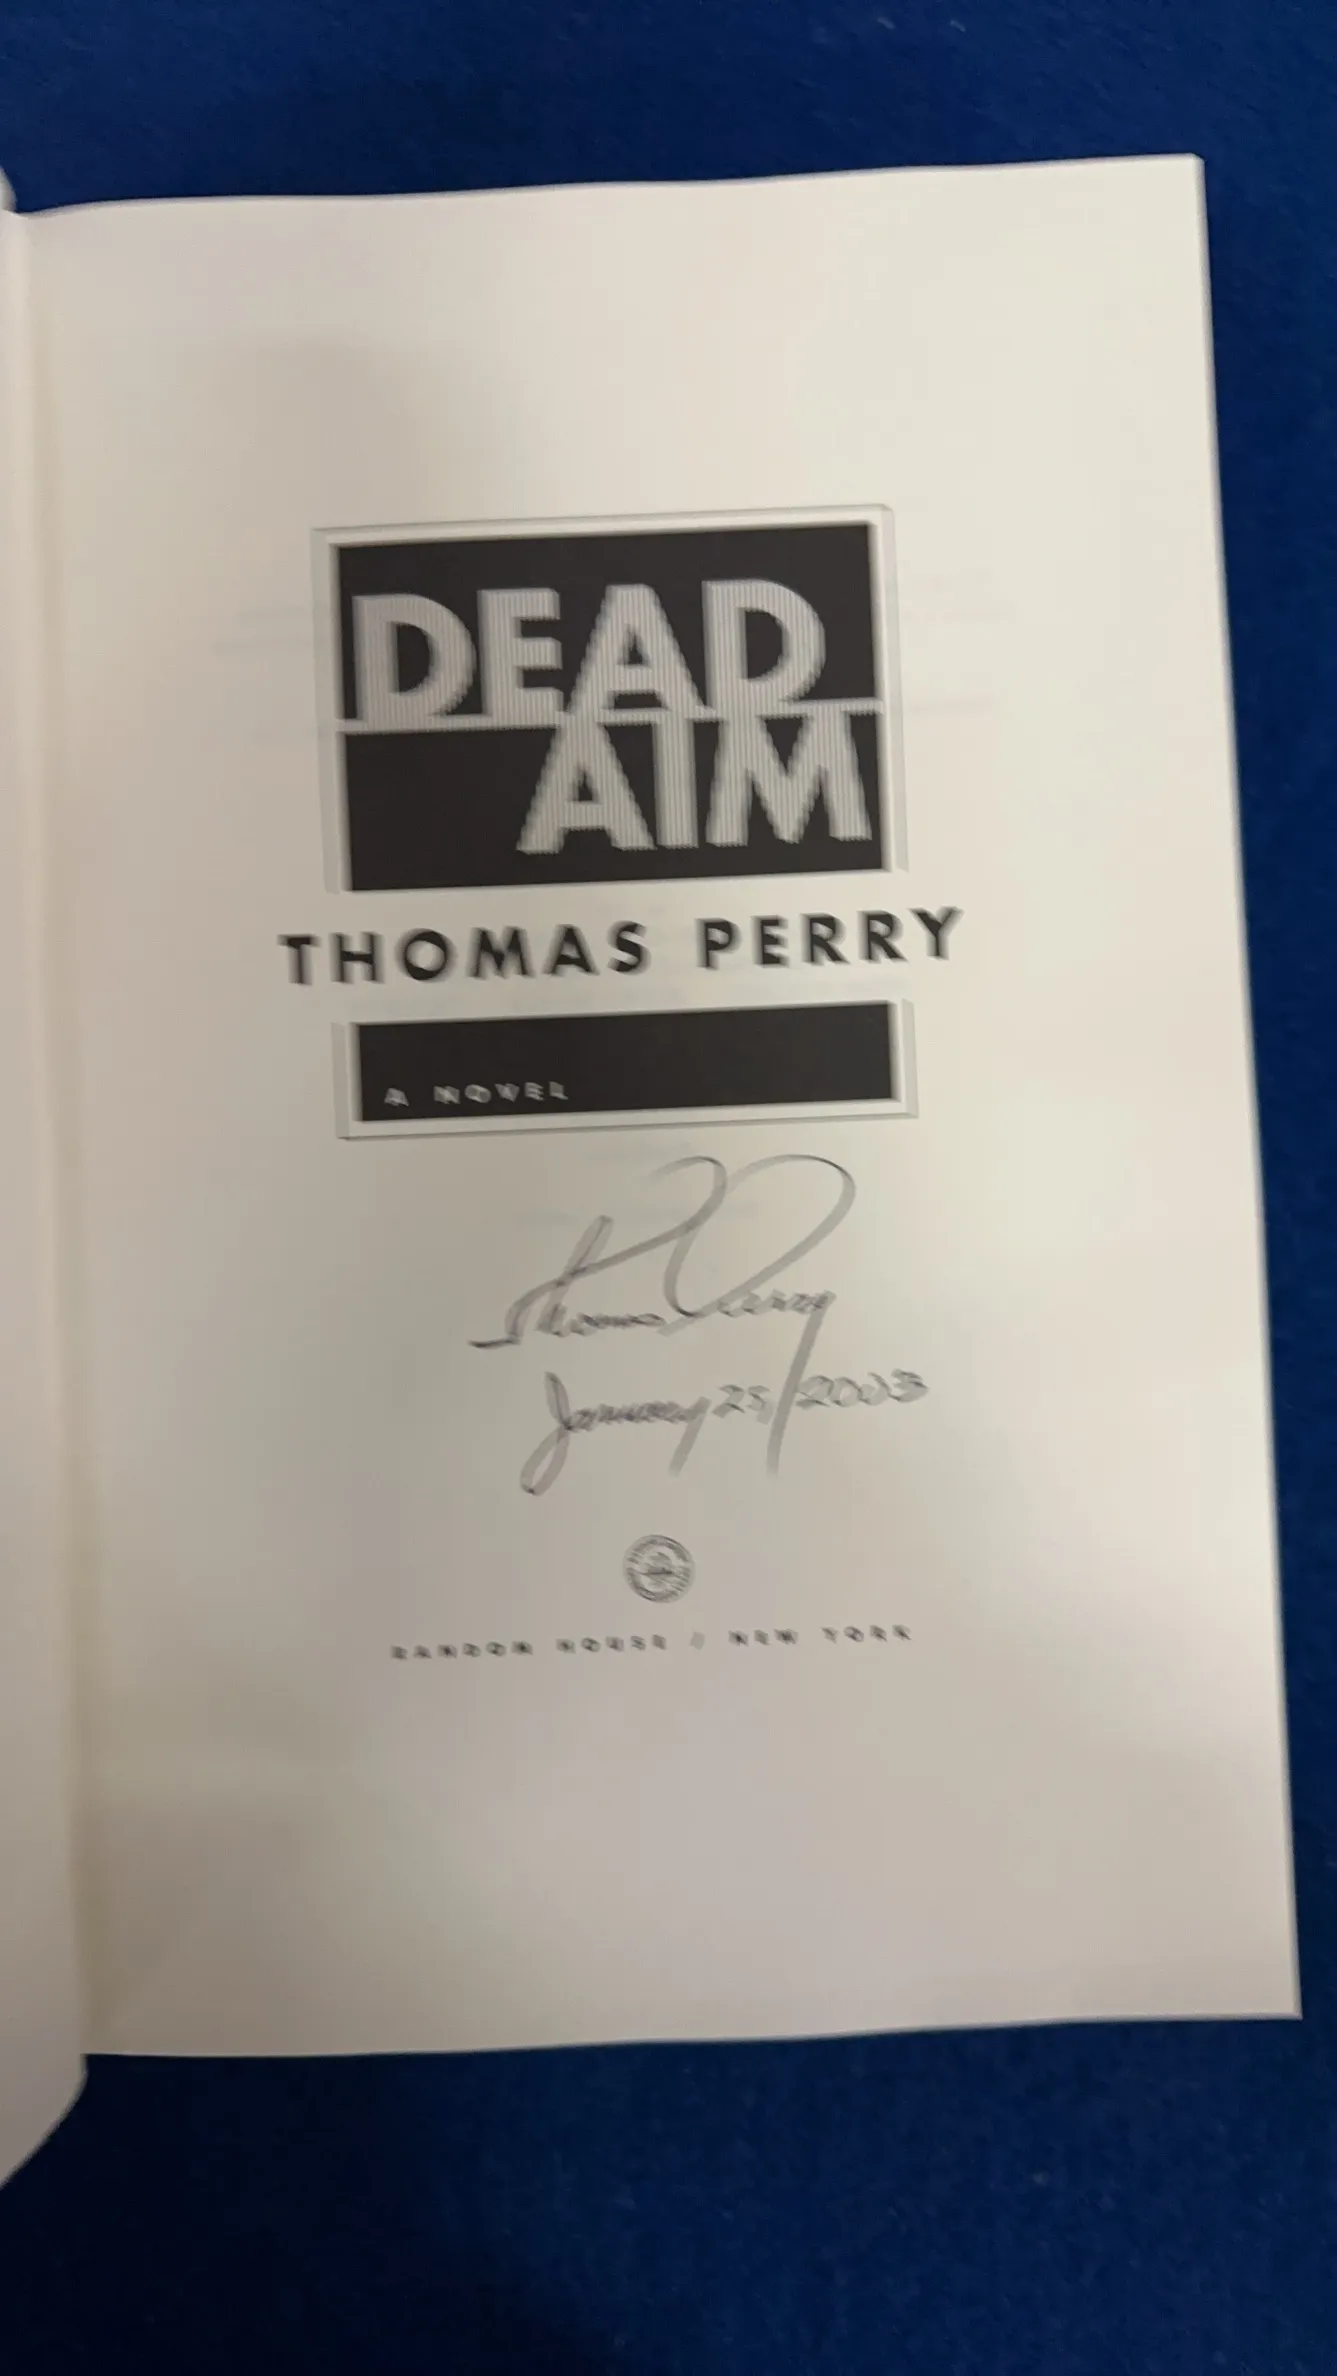 DEAD
AIM
THOMAS PERRY
A NOVEL
Thomas Perry
January 25, 2003
RANDOM HOUSE / NEW YORK